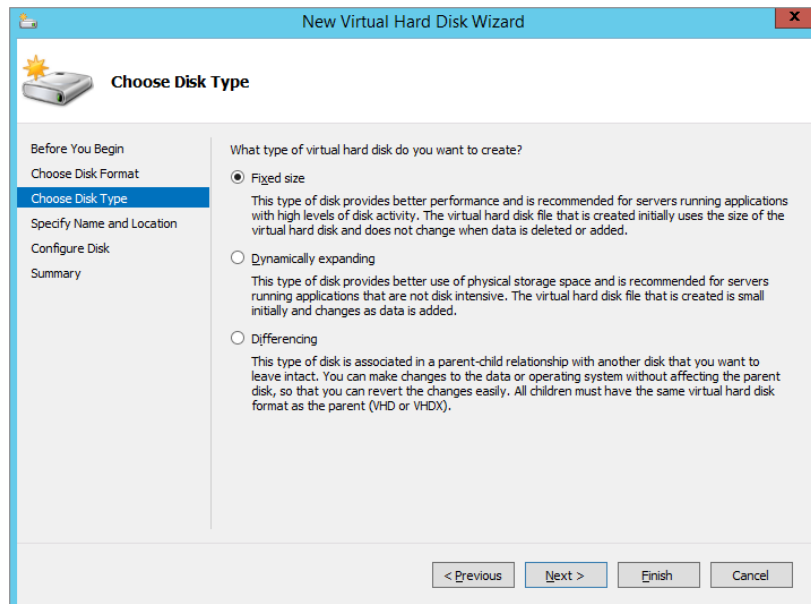 New Virtual Hard Disk Wizard
x
Choose Disk Type
Before You Begin
Choose Disk Format
Choose Disk Type
Specify Name and Location
Configure Disk
Summary
What type of virtual hard disk do you want to create?
Fixed size
This type of disk provides better performance and is recommended for servers running applications
with high levels of disk activity. The virtual hard disk file that is created initially uses the size of the
virtual hard disk and does not change when data is deleted or added.
Dynamically expanding
This type of disk provides better use of physical storage space and is recommended for servers
running applications that are not disk intensive. The virtual hard disk file that is created is small
initially and changes as data is added.
Differencing
This type of disk is associated in a parent-child relationship with another disk that you want to
leave intact. You can make changes to the data or operating system without affecting the parent
disk, so that you can revert the changes easily. All children must have the same virtual hard disk
format as the parent (VHD or VHDX).
< Previous
Next >
Finish
Cancel